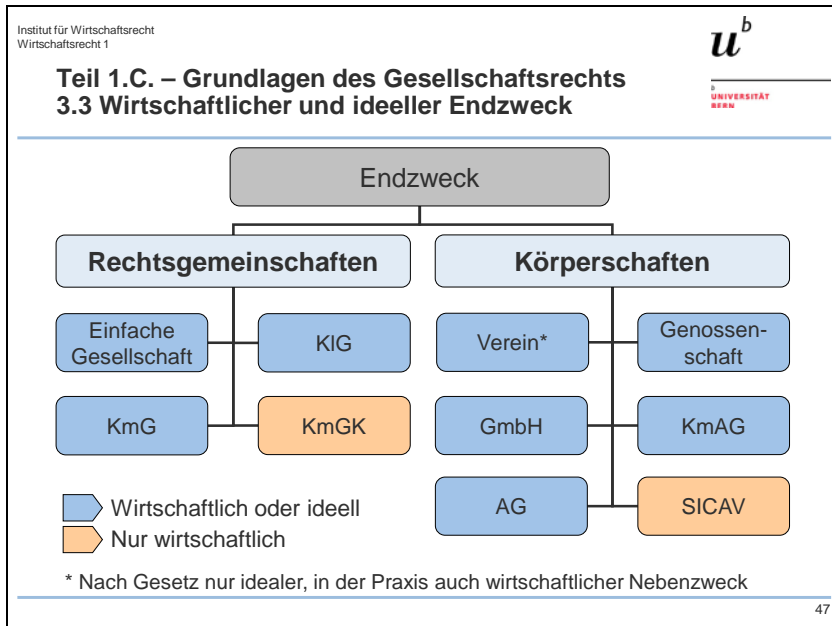 Institut für Wirtschaftsrecht
Wirtschaftsrecht 1
u^b
b
UNIVERSITÄT
BERN
Teil 1.C. – Grundlagen des Gesellschaftsrechts
3.3 Wirtschaftlicher und ideeller Endzweck
Endzweck
Rechtsgemeinschaften
Körperschaften
Einfache
Gesellschaft
KlG
Verein*
Genossen-
schaft
KmG
KmGK
GmbH
KmAG
AG
SICAV
Wirtschaftlich oder ideell
Nur wirtschaftlich
* Nach Gesetz nur idealer, in der Praxis auch wirtschaftlicher Nebenzweck
47